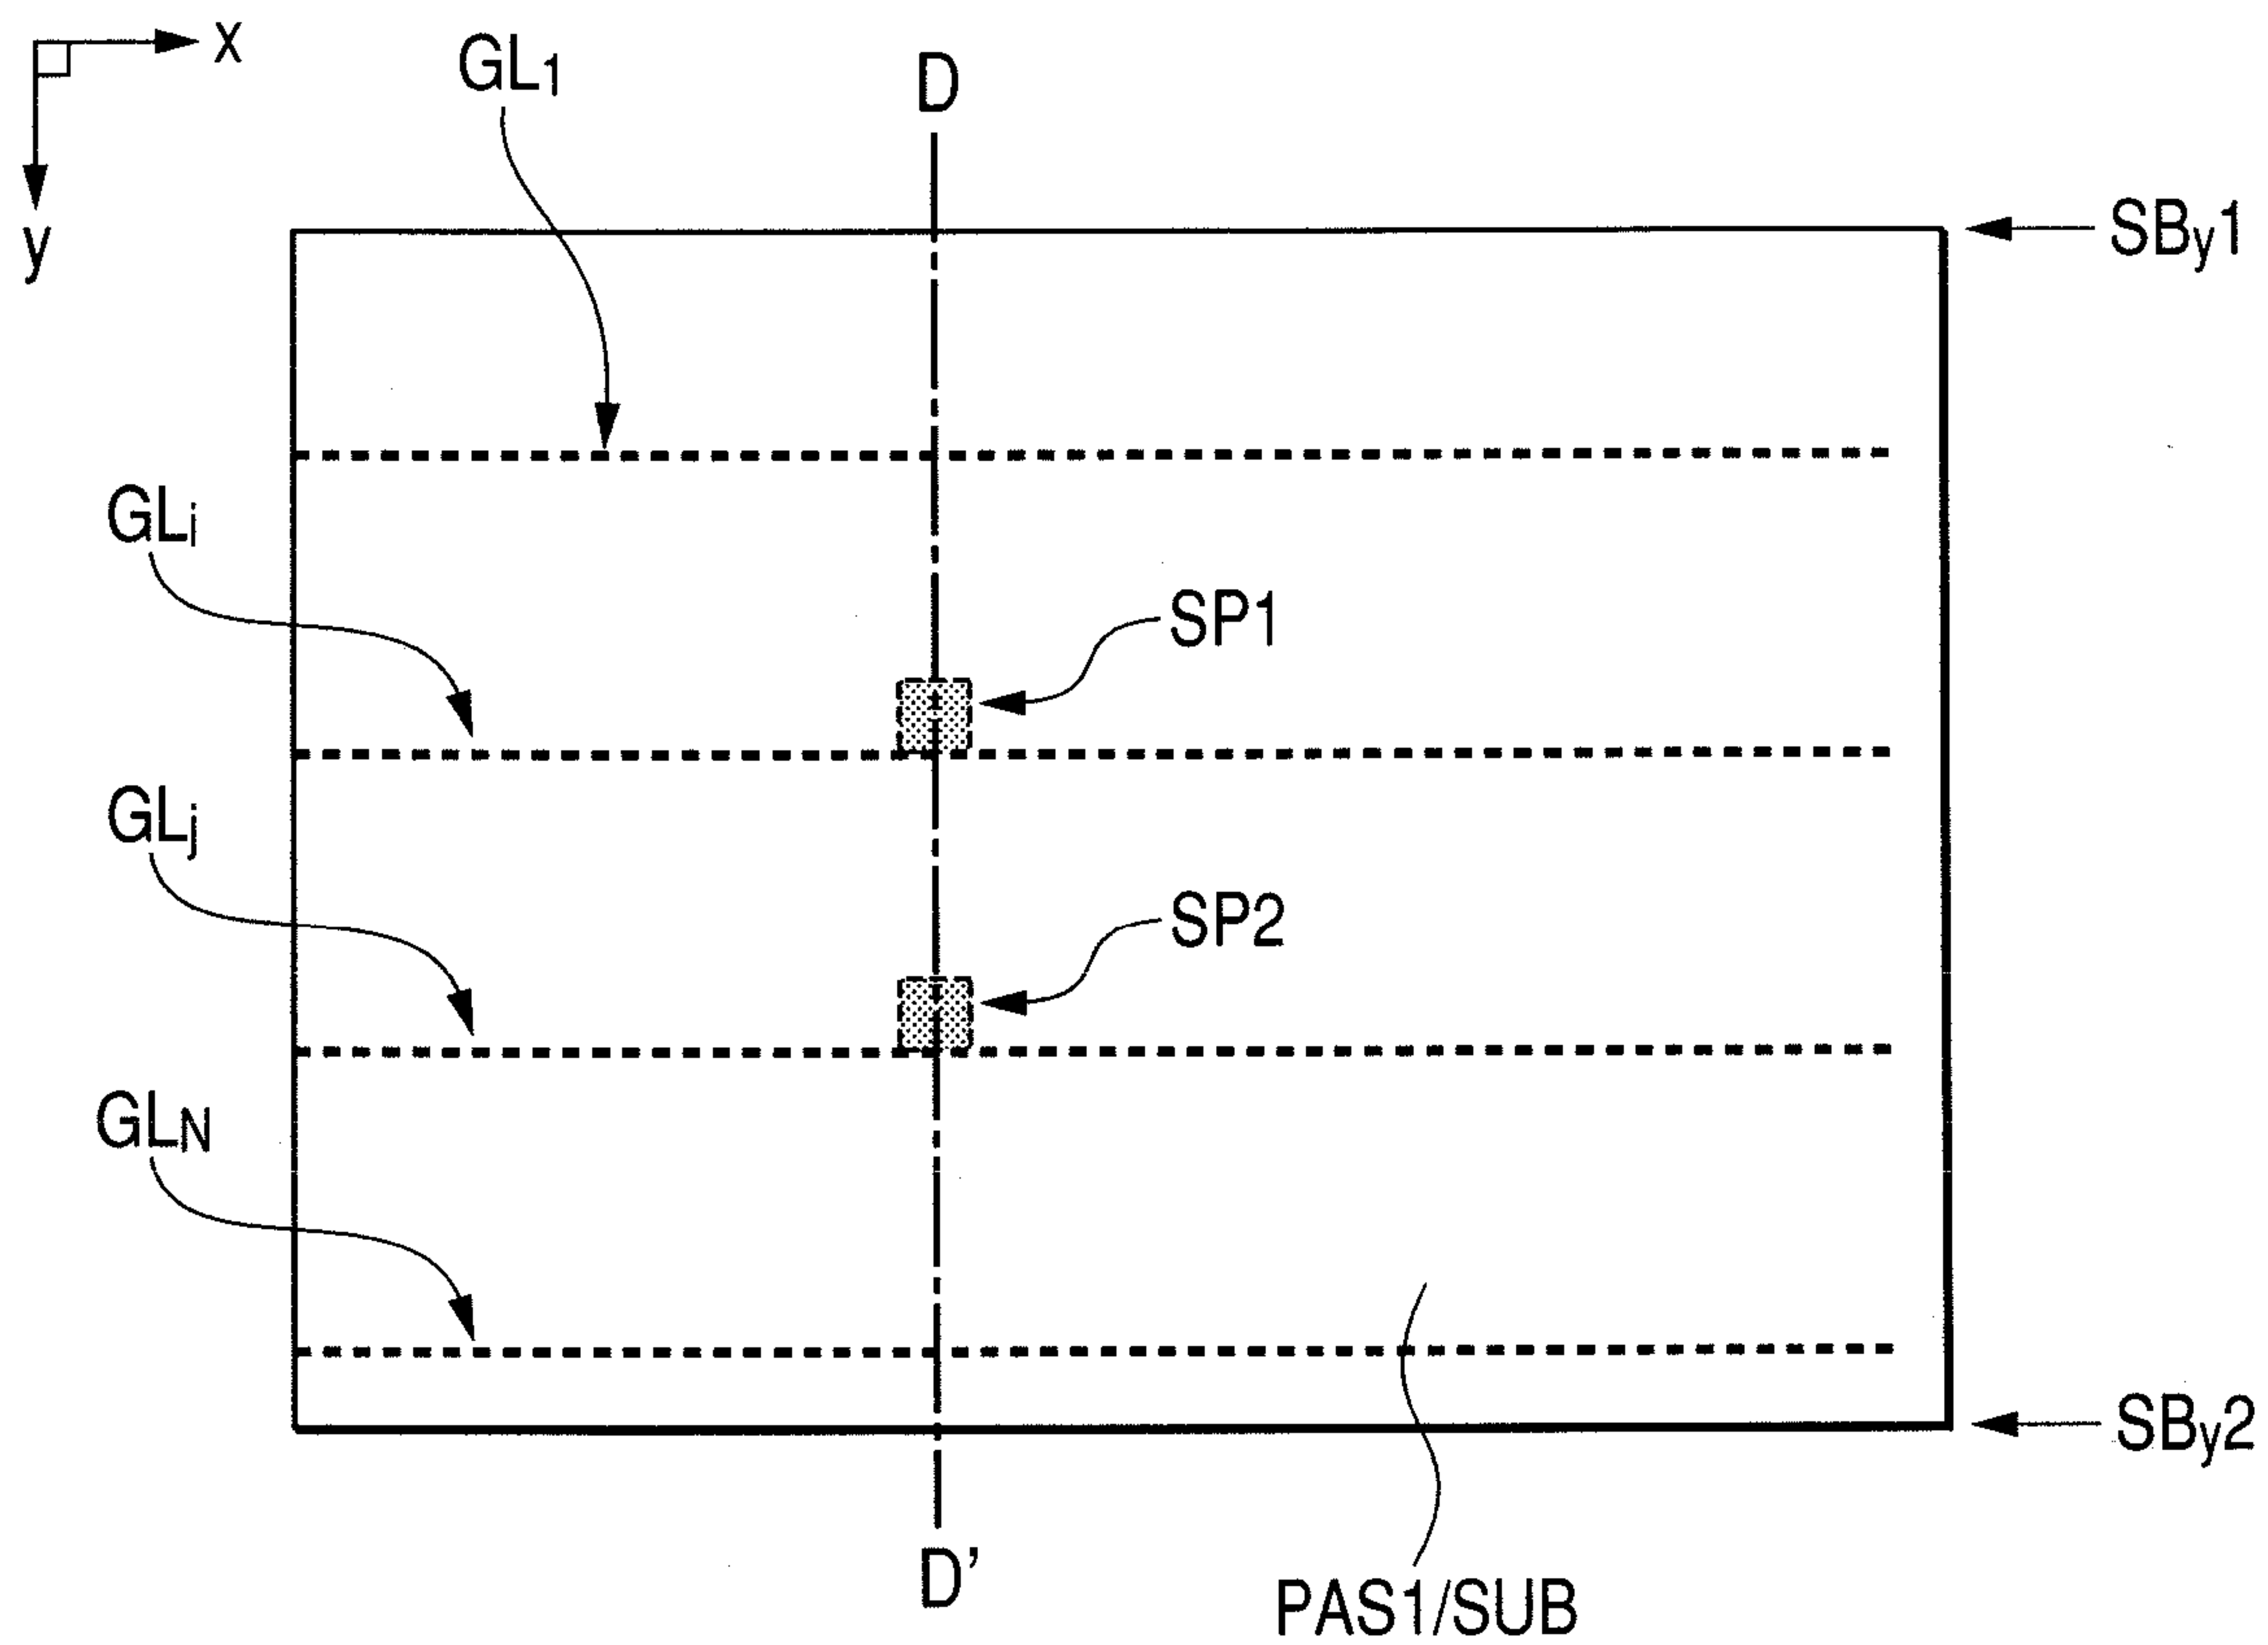 x
y
GL1
D
SBy1
GLi
SP1
GLj
SP2
GLN
SBy2
D'
PAS1/SUB